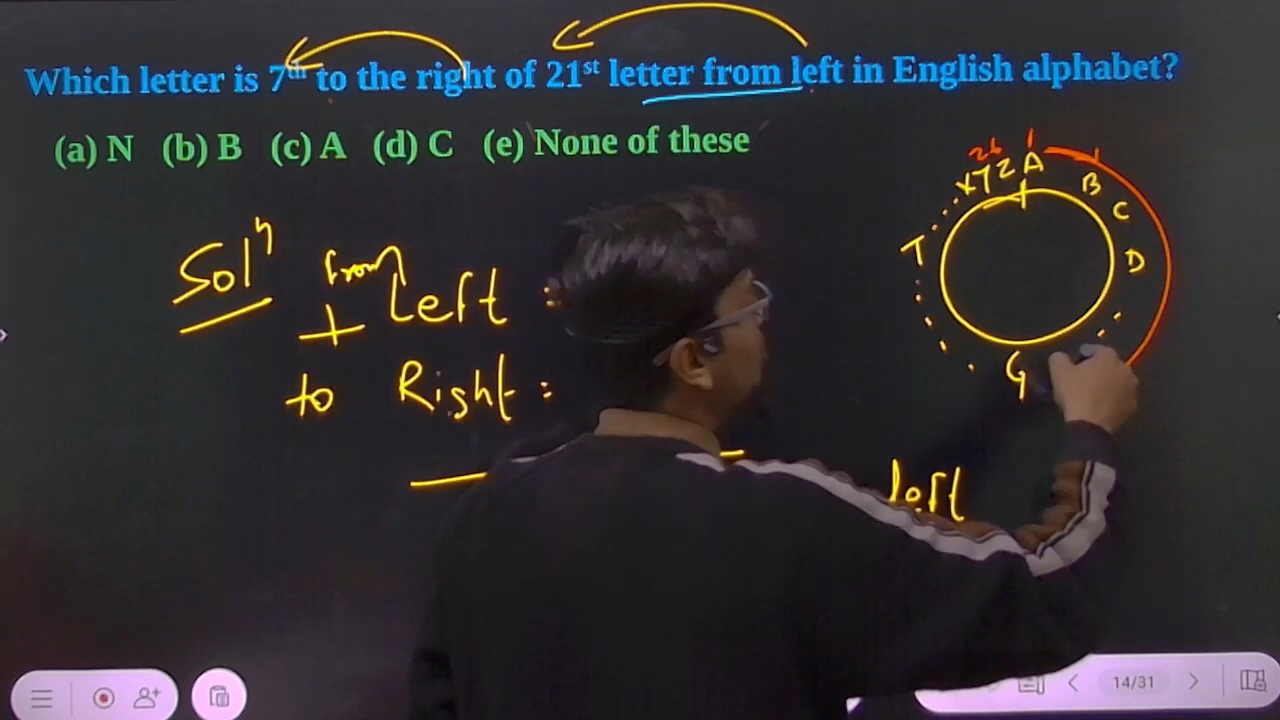 Which letter is 7th to the right of 21st letter from left in English alphabet?
(a) N (b) B (c) A (d) C (e) None of these
Solⁿ
from Left :
+
to Right :
left
26 1
X Y Z A
B
C
D
T
G
14/31